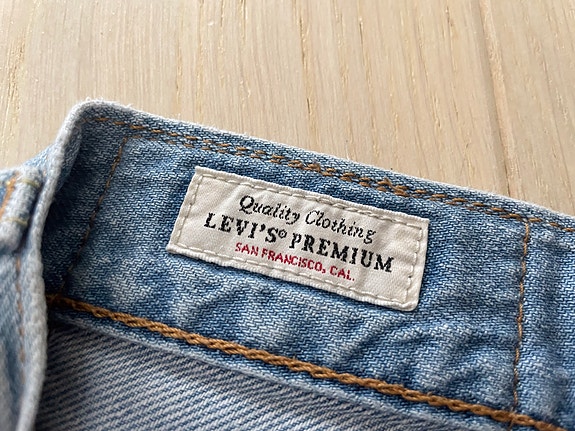 Quality Clothing
LEVI'S® PREMIUM
SAN FRANCISCO, CAL.